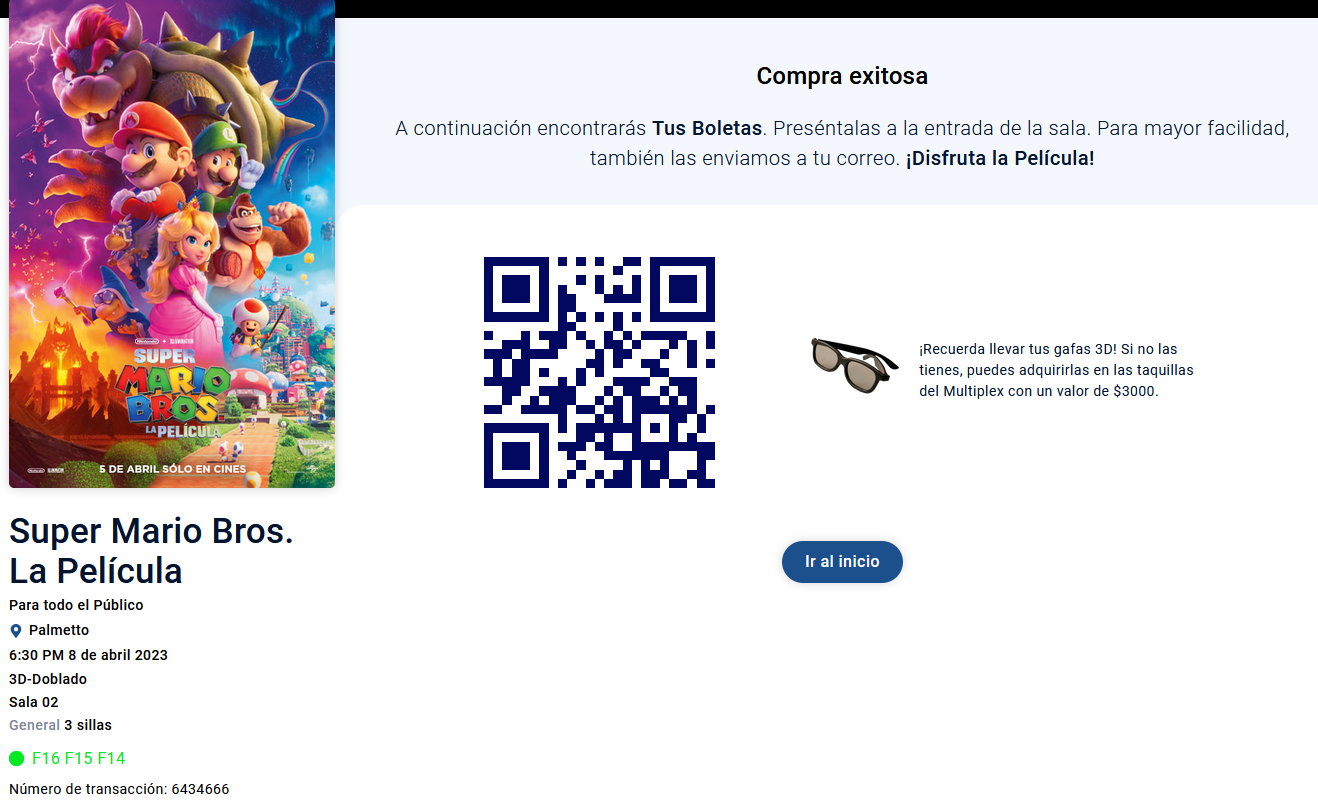 Compra exitosa
A continuación encontrarás Tus Boletas. Preséntalas a la entrada de la sala. Para mayor facilidad,
también las enviamos a tu correo. ¡Disfruta la Película!
¡Recuerda llevar tus gafas 3D! Si no las
tienes, puedes adquirirlas en las taquillas
del Multiplex con un valor de $3000.
Ir al inicio
Nintendo + ILLUMINATION
SUPER
MARIO
BROS.
LA PELÍCULA
5 DE ABRIL SÓLO EN CINES
Super Mario Bros.
La Película
Para todo el Público
Palmetto
6:30 PM 8 de abril 2023
3D-Doblado
Sala 02
General 3 sillas
F16 F15 F14
Número de transacción: 6434666